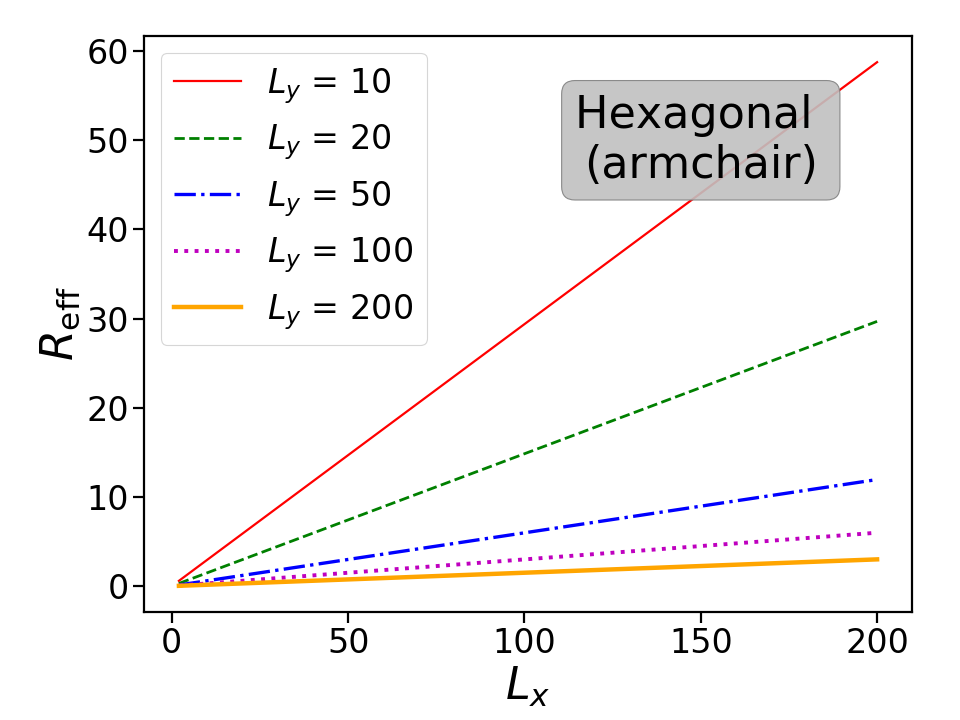 60
50
40
30
20
10
0
R_eff
L_y = 10
L_y = 20
L_y = 50
L_y = 100
L_y = 200
Hexagonal
(armchair)
0 50 100 150 200
L_x